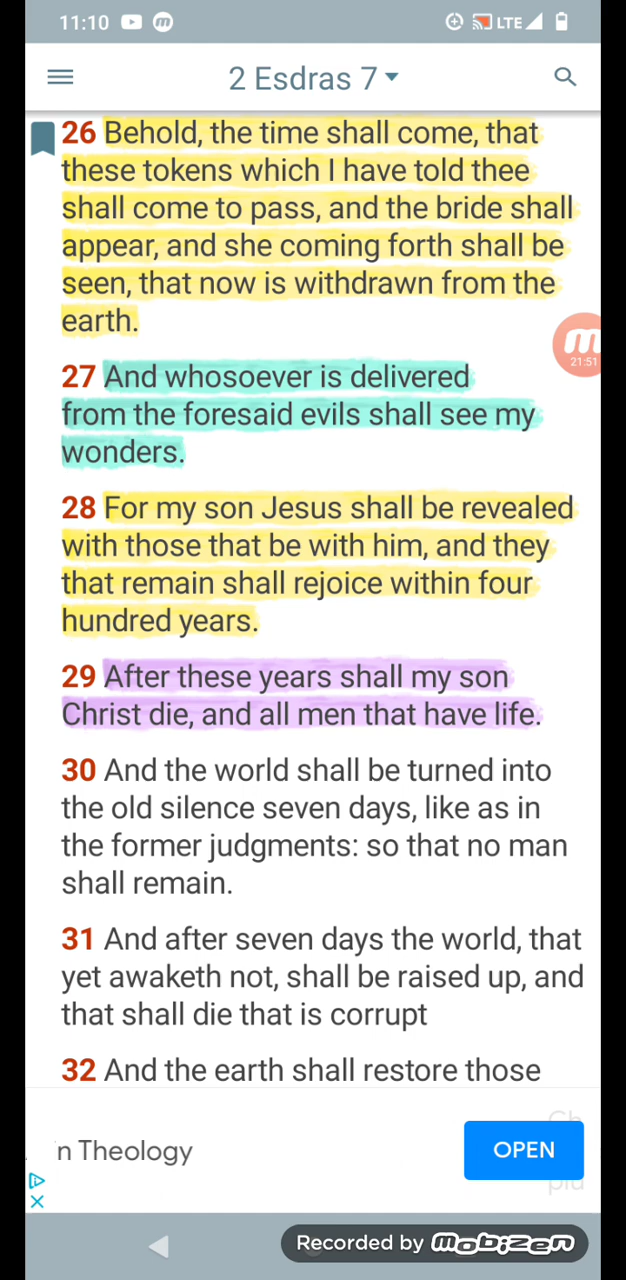 11:10 LTE
2 Esdras 7
26 Behold, the time shall come, that
these tokens which I have told thee
shall come to pass, and the bride shall
appear, and she coming forth shall be
seen, that now is withdrawn from the
earth.
27 And whosoever is delivered
from the foresaid evils shall see my
wonders.
m
21:51
28 For my son Jesus shall be revealed
with those that be with him, and they
that remain shall rejoice within four
hundred years.
29 After these years shall my son
Christ die, and all men that have life.
30 And the world shall be turned into
the old silence seven days, like as in
the former judgments: so that no man
shall remain.
31 And after seven days the world, that
yet awaketh not, shall be raised up, and
that shall die that is corrupt
32 And the earth shall restore those
n Theology
OPEN
Recorded by mobizen